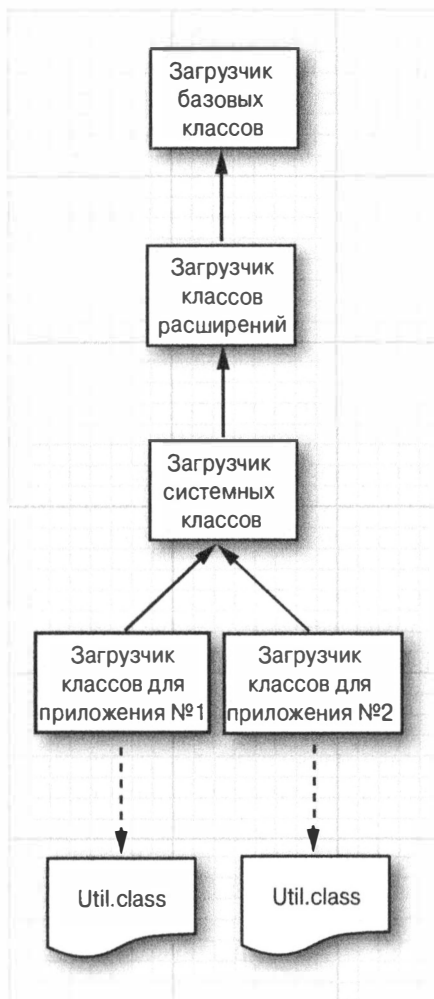 Загрузчик
базовых
классов
Загрузчик
классов
расширений
Загрузчик
системных
классов
Загрузчик
классов для
приложения №1
Загрузчик
классов для
приложения №2
Util.class
Util.class